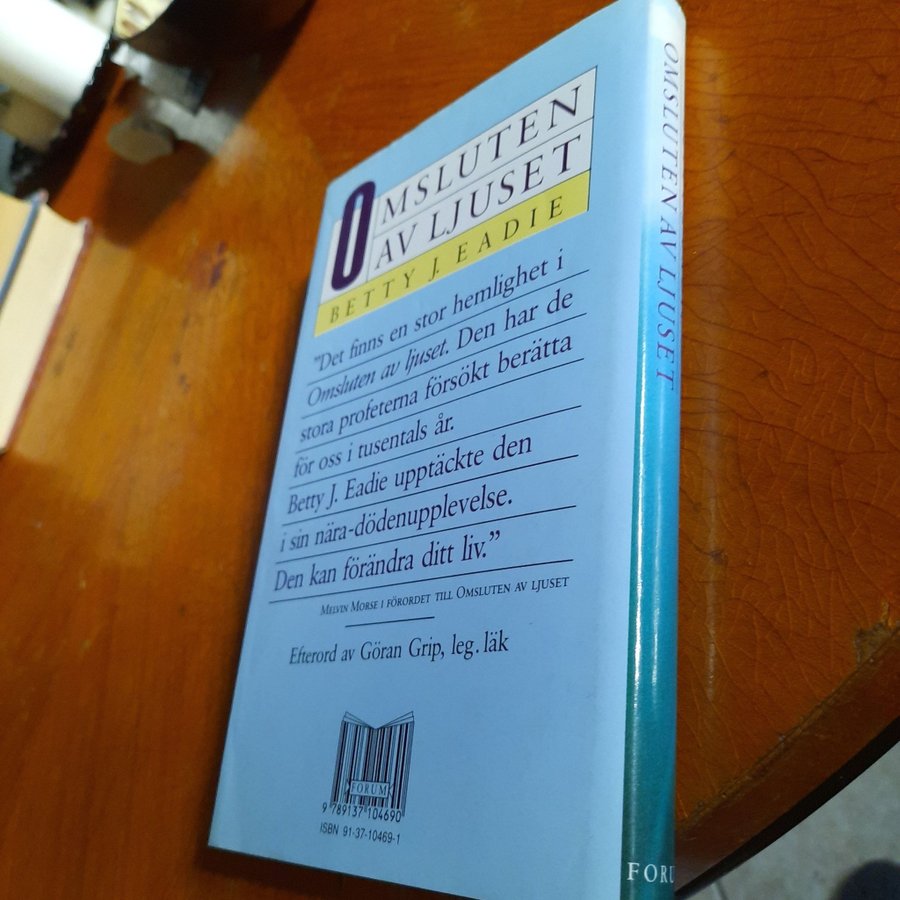 OMSLUTEN
AV LJUSET
BETTY J. EADIE
"Det finns en stor hemlighet i
Omsluten av ljuset. Den har de
stora profeterna försökt berätta
för oss i tusentals år.
Betty J. Eadie upptäckte den
i sin nära-dödenupplevelse.
Den kan förändra ditt liv."
MELVIN MORSE I FÖRORDET TILL OMSLUTEN AV LJUSET
Efterord av Göran Grip, leg. läk
FORUM
9 789137 104690
ISBN 91-37-10469-1
OMSLUTEN AV LJUSET
FORU